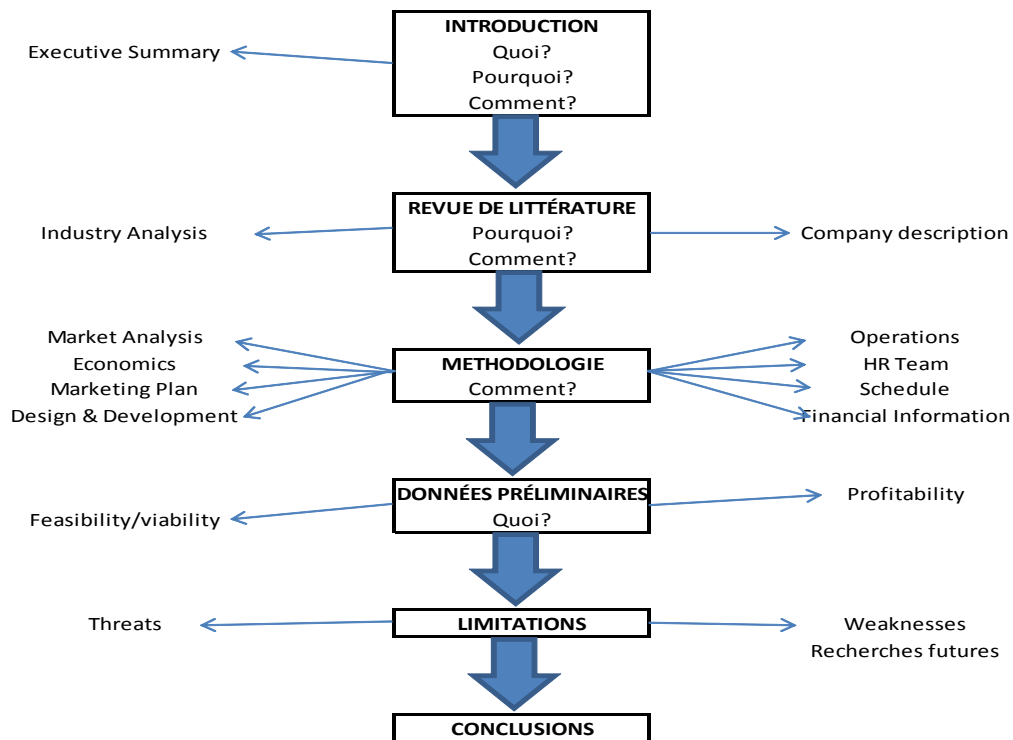 INTRODUCTION
Quoi?
Pourquoi?
Comment?
Executive Summary
REVUE DE LITTÉRATURE
Pourquoi?
Comment?
Industry Analysis
Company description
Market Analysis
Economics
Marketing Plan
Design & Development
METHODOLOGIE
Comment?
Operations
HR Team
Schedule
Financial Information
DONNÉES PRÉLIMINAIRES
Quoi?
Feasibility/viability
Profitability
Threats
LIMITATIONS
Weaknesses
Recherches futures
CONCLUSIONS